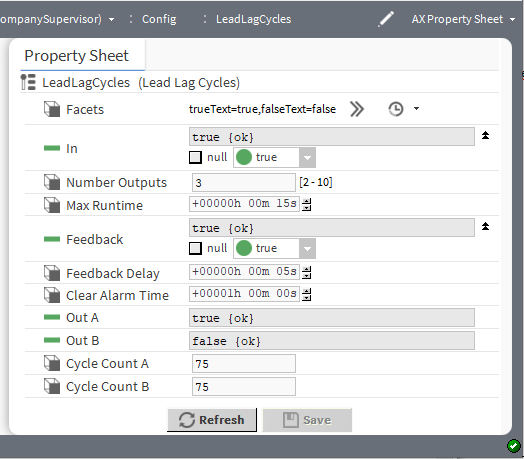 ompanySupervisor) : Config : LeadLagCycles AX Property Sheet
Property Sheet
LeadLagCycles (Lead Lag Cycles)
Facets trueText=true,falseText=false
In true {ok}
null true
Number Outputs 3 [2 - 10]
Max Runtime +00000h 00m 15s
Feedback true {ok}
null true
Feedback Delay +00000h 00m 05s
Clear Alarm Time +00001h 00m 00s
Out A true {ok}
Out B false {ok}
Cycle Count A 75
Cycle Count B 75
Refresh Save